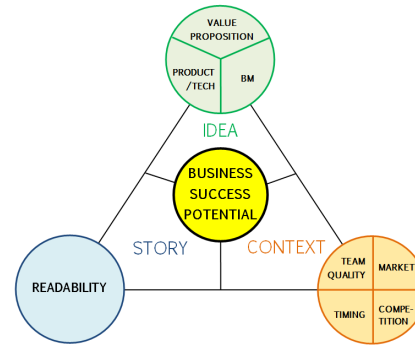 VALUE
PROPOSITION
PRODUCT
/TECH
BM
IDEA
BUSINESS
SUCCESS
POTENTIAL
STORY
CONTEXT
READABILITY
TEAM
QUALITY
MARKET
TIMING
COMPE-
TITION